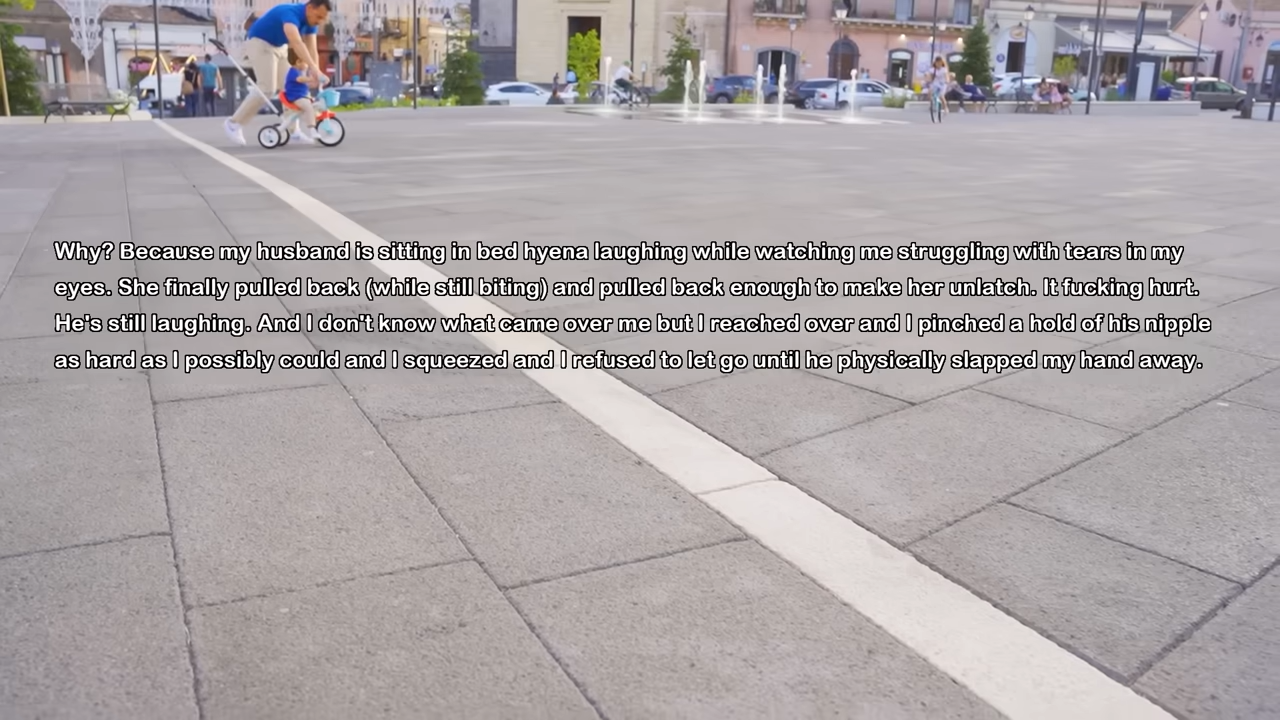 Why? Because my husband is sitting in bed hyena laughing while watching me struggling with tears in my
eyes. She finally pulled back (while still biting) and pulled back enough to make her unlatch. It fucking hurt.
He's still laughing. And I don't know what came over me but I reached over and I pinched a hold of his nipple
as hard as I possibly could and I squeezed and I refused to let go until he physically slapped my hand away.